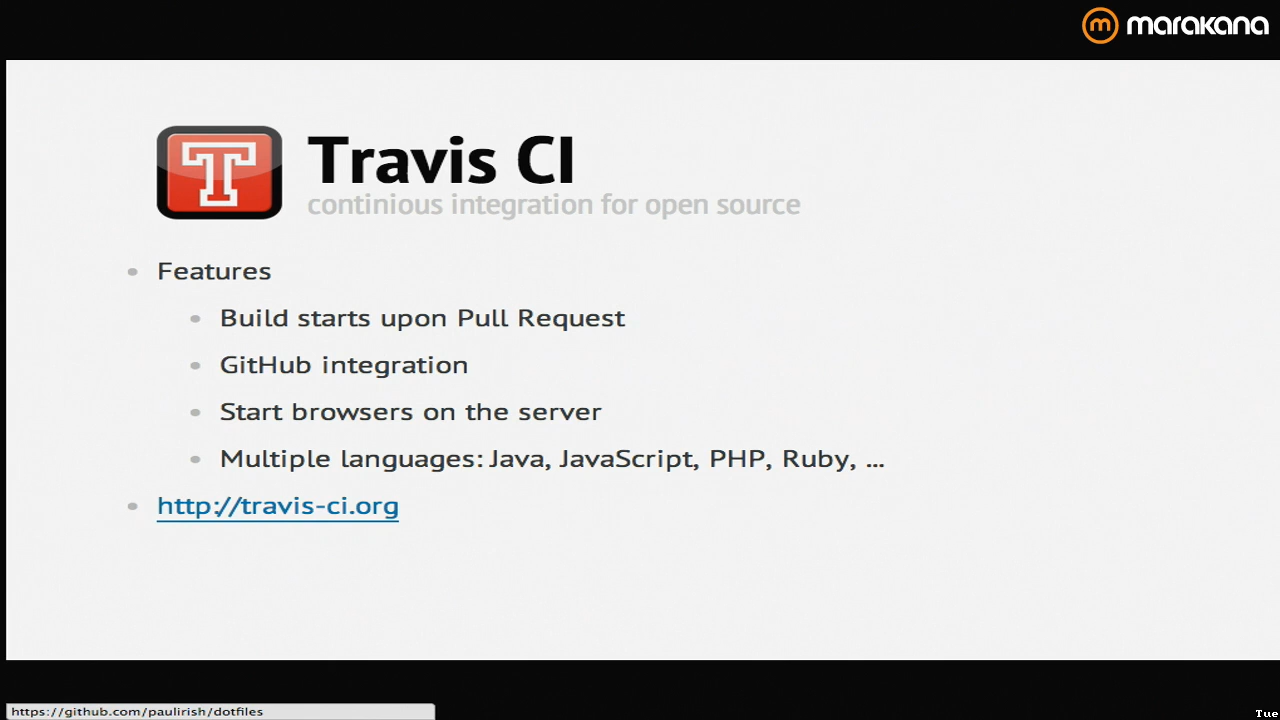 marakana
T
Travis CI
continious integration for open source
Features
Build starts upon Pull Request
GitHub integration
Start browsers on the server
Multiple languages: Java, JavaScript, PHP, Ruby, ...
http://travis-ci.org
https://github.com/paulirish/dotfiles
Tue